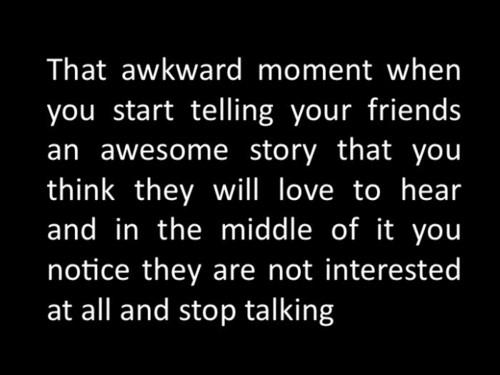 That awkward moment when
you start telling your friends
an awesome story that you
think they will love to hear
and in the middle of it you
notice they are not interested
at all and stop talking